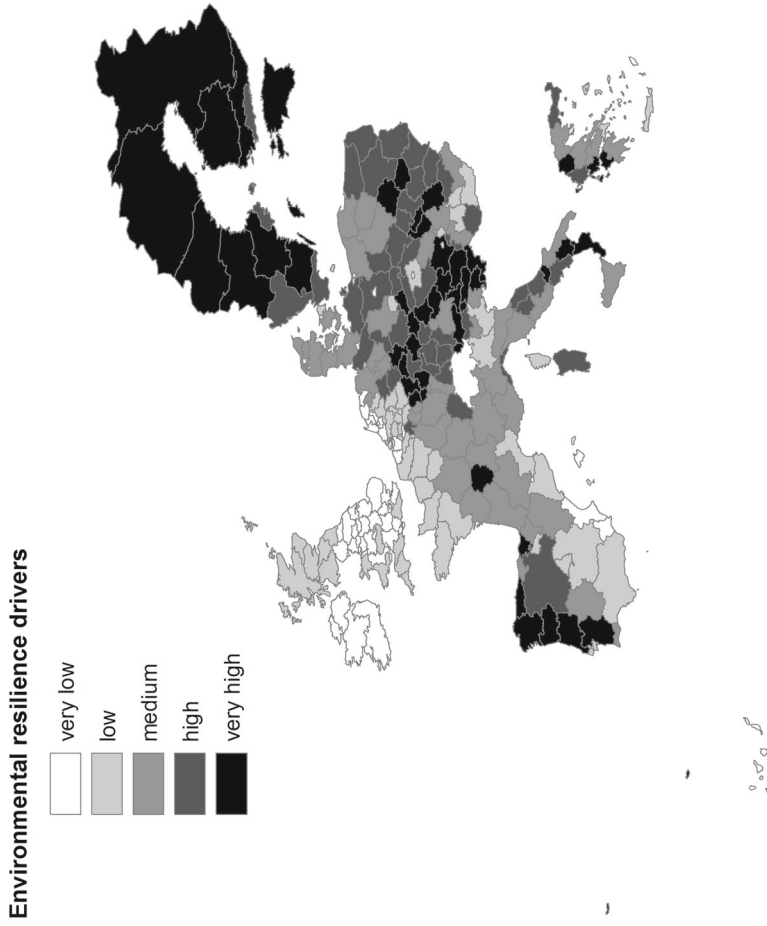 Environmental resilience drivers
very low
low
medium
high
very high